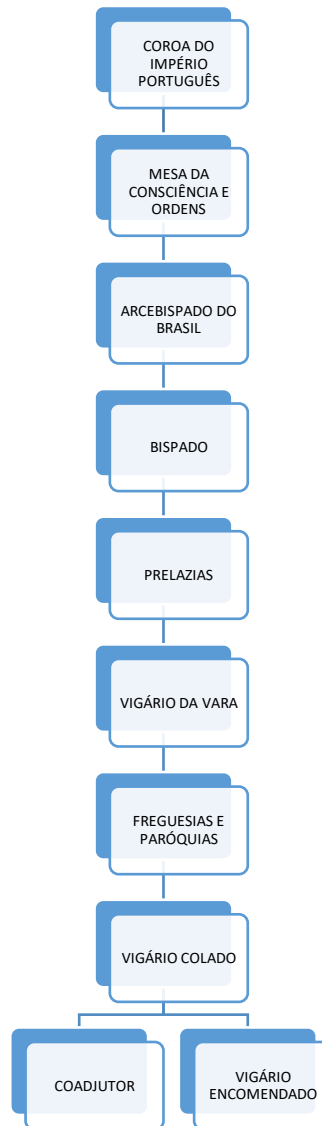 COROA DO
IMPÉRIO
PORTUGUÊS
MESA DA
CONSCIÊNCIA E
ORDENS
ARCEBISPADO DO
BRASIL
BISPADO
PRELAZIAS
VIGÁRIO DA VARA
FREGUESIAS E
PARÓQUIAS
VIGÁRIO COLADO
COADJUTOR
VIGÁRIO
ENCOMENDADO